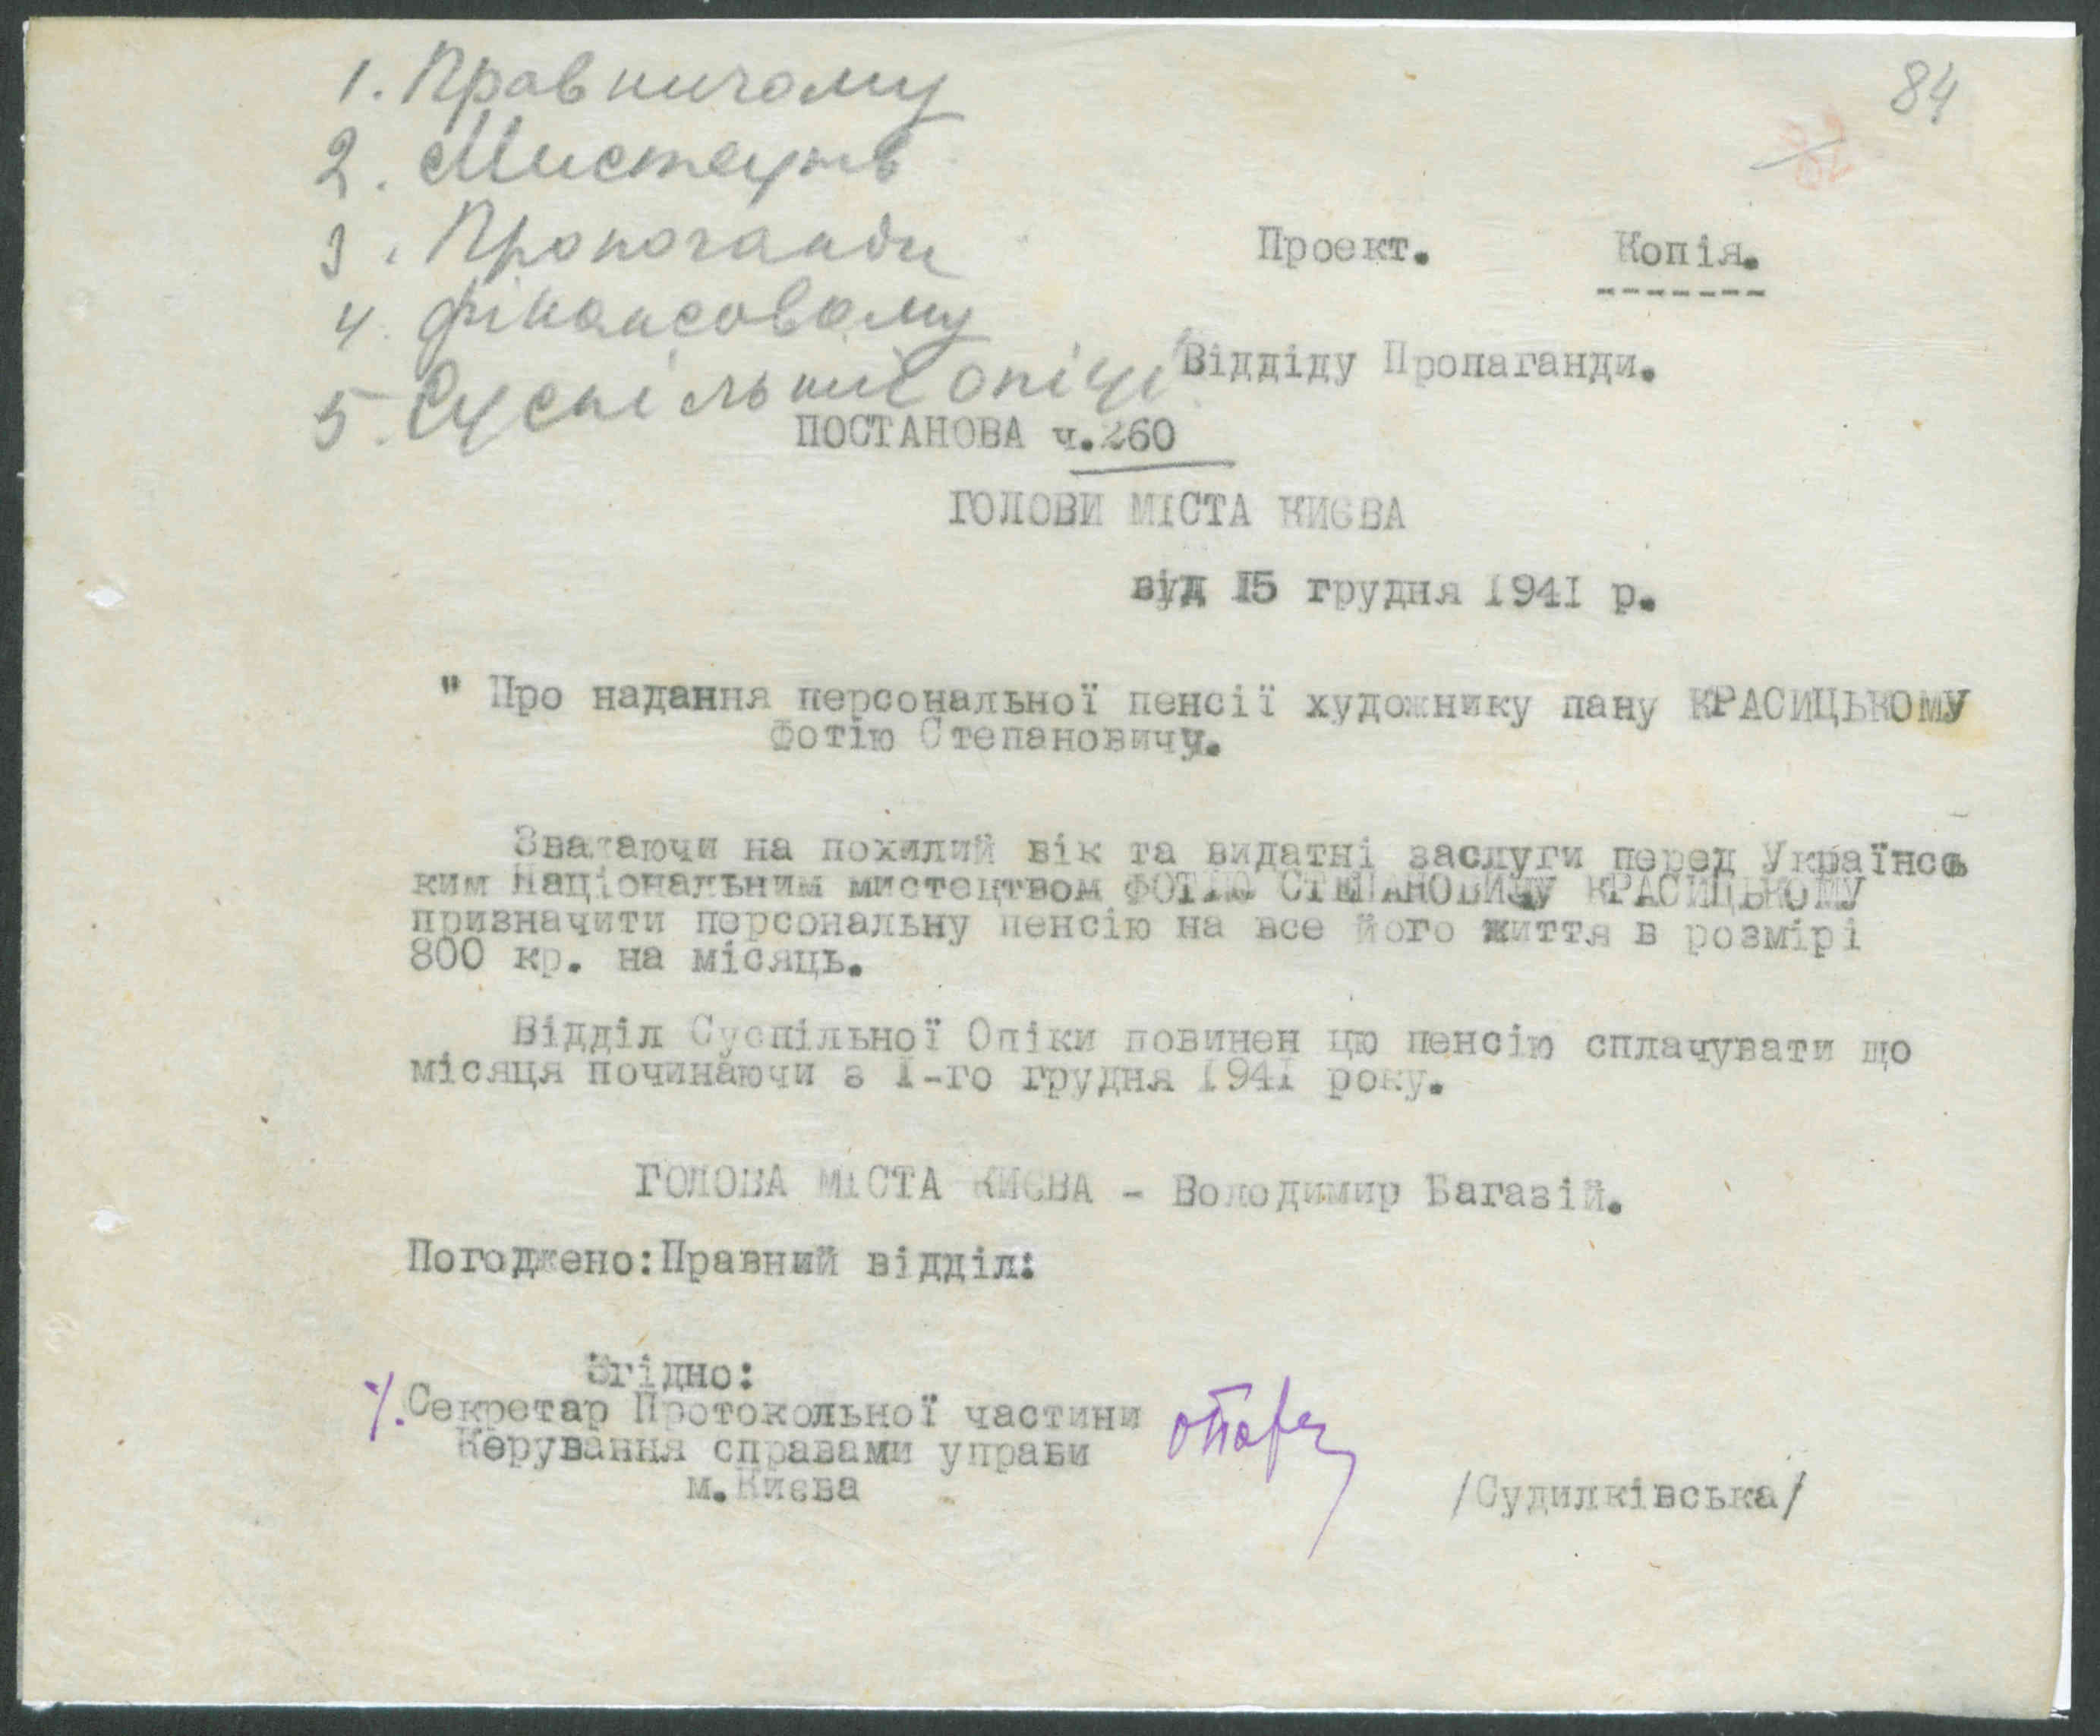 84
1. Правничому
2. Мистецтв
3. Пропоганди
4. Фінансовому
5. Суспільній опіці
Проект. Копія.
Віддіду Пропаганди.
ПОСТАНОВА ч.260
ГОЛОВИ МІСТА КИЄВА
від 15 грудня 1941 р.
" Про надання персональної пенсії художнику пану КРАСИЦЬКОМУ
Фотію Степановичу.
Зважаючи на похилий вік та видатні заслуги перед Українсь
ким Національним мистецтвом ФОТІЮ СТЕПАНОВИЧУ КРАСИЦЬКОМУ
призначити персональну пенсію на все його життя в розмірі
800 кр. на місяць.
Відділ Суспільної Опіки повинен цю пенсію сплачувати що
місяця починаючи з І-го грудня 1941 року.
ГОЛОВА МІСТА КИЄВА - Володимир Багазій.
Погоджено:Правний відділ:
Згідно:
Секретар Протокольної частини
Керування справами управи
м.Києва
/Судилківська/